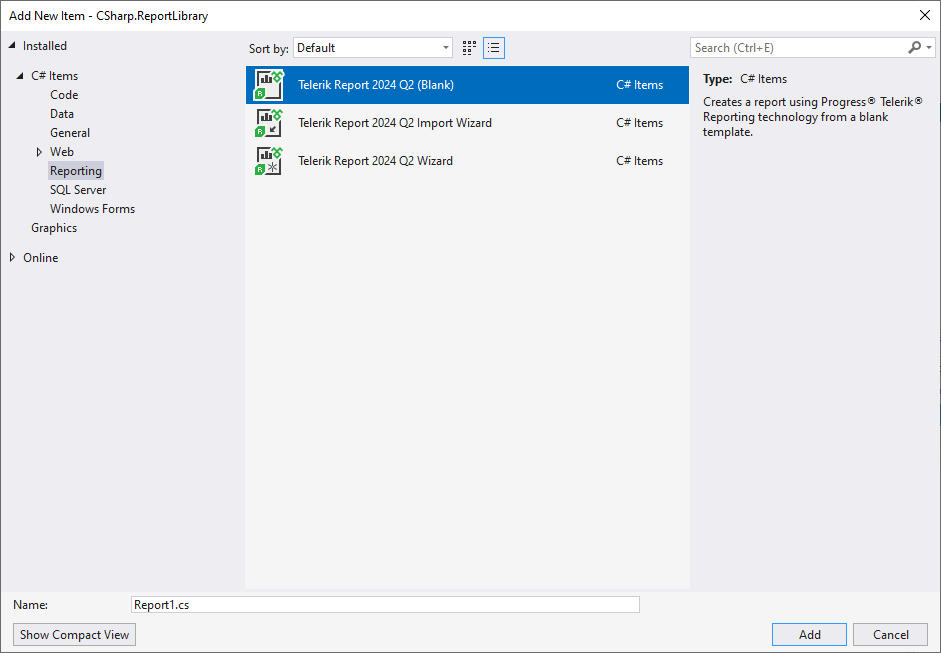 Add New Item - CSharp.ReportLibrary
Installed
C# Items
Code
Data
General
Web
Reporting
SQL Server
Windows Forms
Graphics
Online
Sort by: Default
Telerik Report 2024 Q2 (Blank) C# Items
Telerik Report 2024 Q2 Import Wizard C# Items
Telerik Report 2024 Q2 Wizard C# Items
Search (Ctrl+E)
Type: C# Items
Creates a report using Progress® Telerik®
Reporting technology from a blank
template.
Name: Report1.cs
Show Compact View
Add Cancel